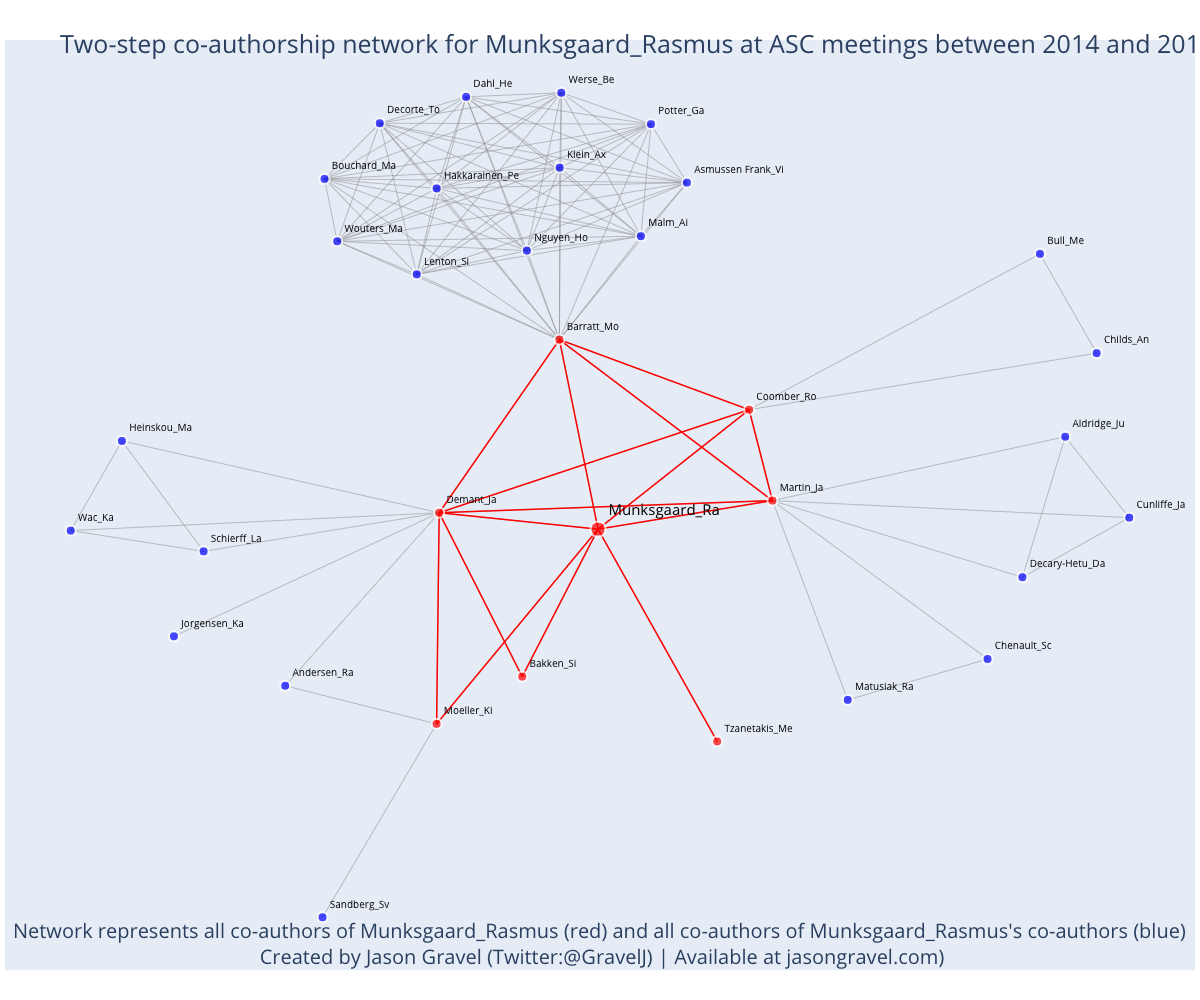 Two-step co-authorship network for Munksgaard_Rasmus at ASC meetings between 2014 and 201
Dahl_He
Werse_Be
Decorte_To
Potter_Ga
Klein_Ax
Bouchard_Ma
Asmussen Frank_Vi
Hakkarainen_Pe
Malm_Ai
Wouters_Ma
Nguyen_Ho
Bull_Me
Lenton_Si
Barratt_Mo
Childs_An
Coomber_Ro
Heinskou_Ma
Aldridge_Ju
Martin_Ja
Demant_Ja
Munksgaard_Ra
Cunliffe_Ja
Wac_Ka
Schierff_La
Decary-Hetu_Da
Jorgensen_Ka
Chenault_Sc
Bakken_Si
Andersen_Ra
Matusiak_Ra
Moeller_Ki
Tzanetakis_Me
Sandberg_Sv
Network represents all co-authors of Munksgaard_Rasmus (red) and all co-authors of Munksgaard_Rasmus's co-authors (blue)
Created by Jason Gravel (Twitter:@GravelJ) | Available at jasongravel.com)